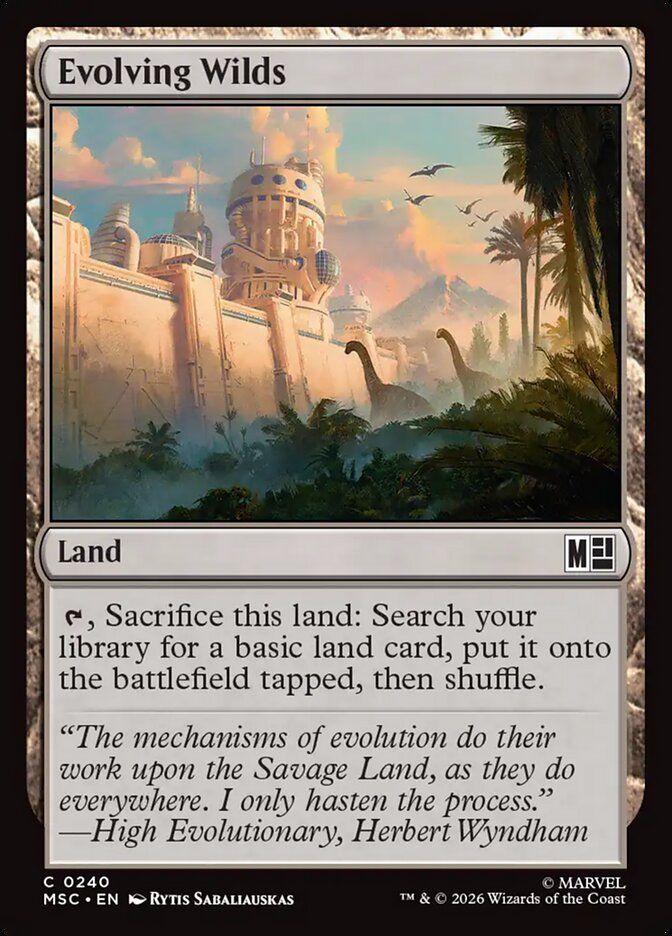 Evolving Wilds
Land
M
, Sacrifice this land: Search your
library for a basic land card, put it onto
the battlefield tapped, then shuffle.
“The mechanisms of evolution do their
work upon the Savage Land, as they do
everywhere. I only hasten the process.”
—High Evolutionary, Herbert Wyndham
C 0240
MSC • EN Rytis Sabaliauskas
© MARVEL
™ & © 2026 Wizards of the Coast